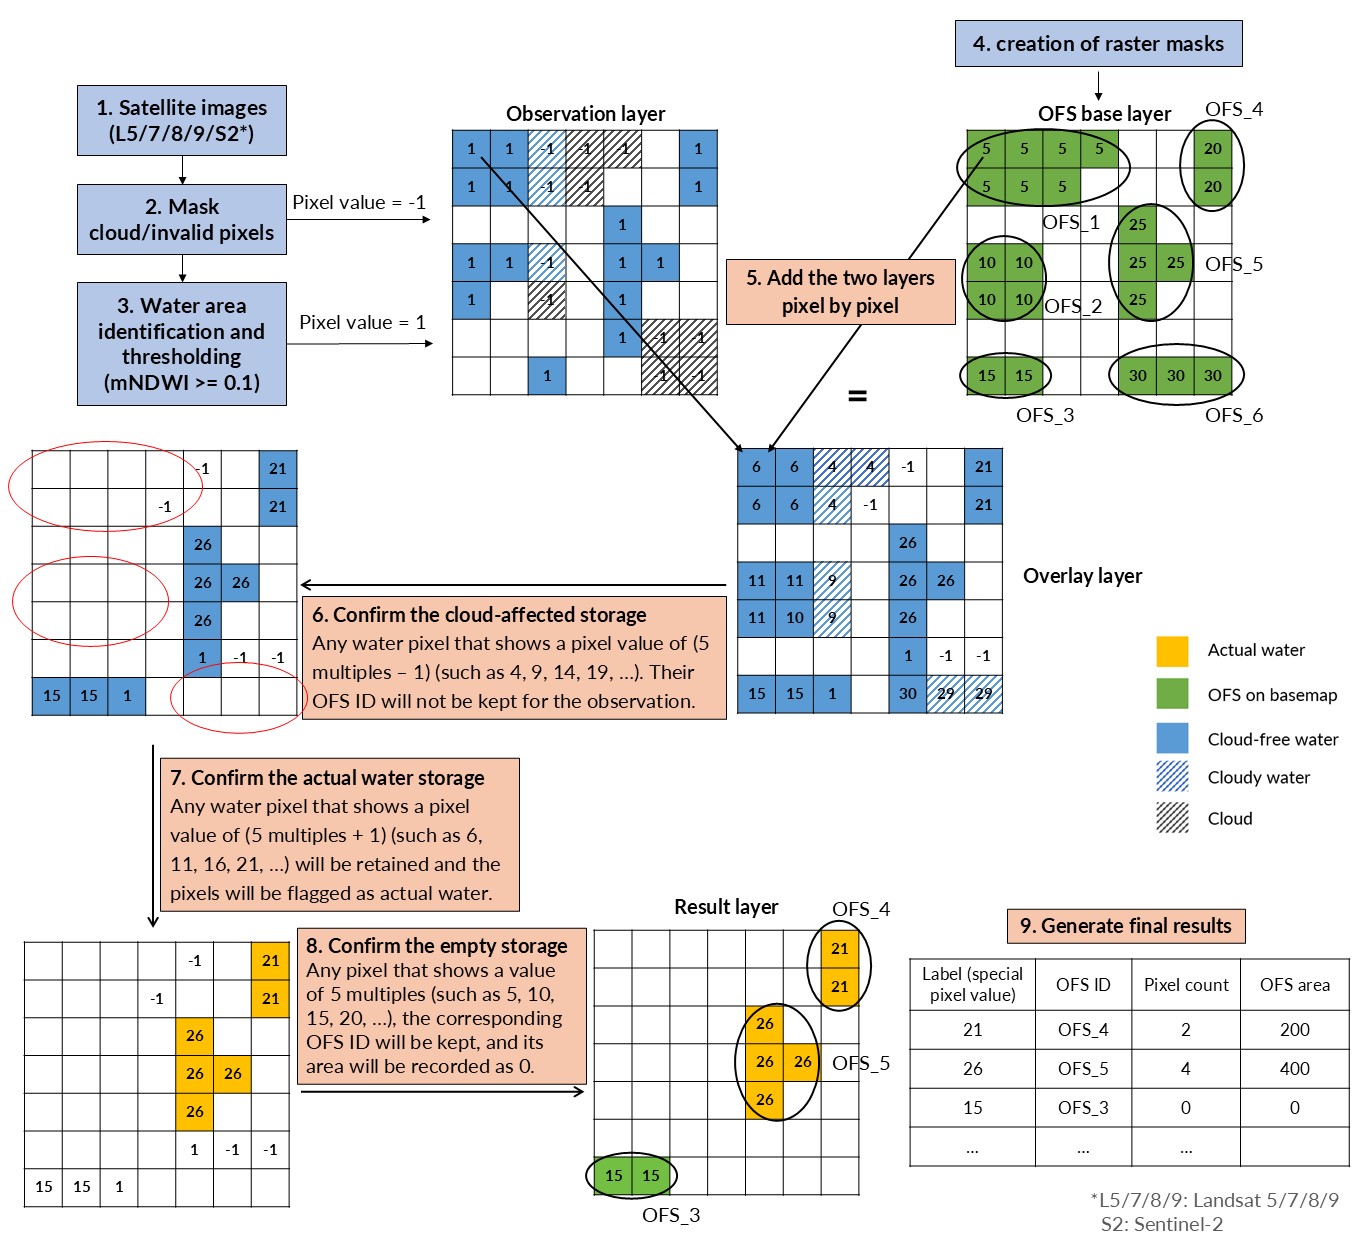 4. creation of raster masks
1. Satellite images
(L5/7/8/9/S2*)
2. Mask
cloud/invalid pixels
3. Water area
identification and
thresholding
(mNDWI >= 0.1)
Pixel value = -1
Pixel value = 1
Observation layer
1 1 -1 -1 -1 1
1 1 -1 -1 1
1
1 1 -1 1 1
1 -1 1
1 -1 -1
1 -1 -1
OFS base layer
OFS_4
5 5 5 5 20
5 5 5 20
OFS_1
25
10 10 25 25
OFS_5
10 10 25
OFS_2
15 15 30 30 30
OFS_3
OFS_6
5. Add the two layers
pixel by pixel
=
6 6 4 4 -1 21
6 6 4 -1 21
26
11 11 9 26 26
11 10 9 26
1 -1 -1
15 15 1 30 29 29
Overlay layer
-1 21
-1 21
26
26 26
26
1 -1 -1
15 15 1
6. Confirm the cloud-affected storage
Any water pixel that shows a pixel value of (5
multiples – 1) (such as 4, 9, 14, 19, ...). Their
OFS ID will not be kept for the observation.
Actual water
OFS on basemap
Cloud-free water
Cloudy water
Cloud
7. Confirm the actual water storage
Any water pixel that shows a pixel
value of (5 multiples + 1) (such as 6,
11, 16, 21, ...) will be retained and the
pixels will be flagged as actual water.
-1 21
-1 21
26
26 26
26
1 -1 -1
15 15 1
8. Confirm the empty storage
Any pixel that shows a value
of 5 multiples (such as 5, 10,
15, 20, ...), the corresponding
OFS ID will be kept, and its
area will be recorded as 0.
Result layer
OFS_4
21
21
26
26 26
OFS_5
26
15 15
OFS_3
9. Generate final results
Label (special
pixel value) OFS ID Pixel count OFS area
21 OFS_4 2 200
26 OFS_5 4 400
15 OFS_3 0 0
... ... ...
*L5/7/8/9: Landsat 5/7/8/9
S2: Sentinel-2